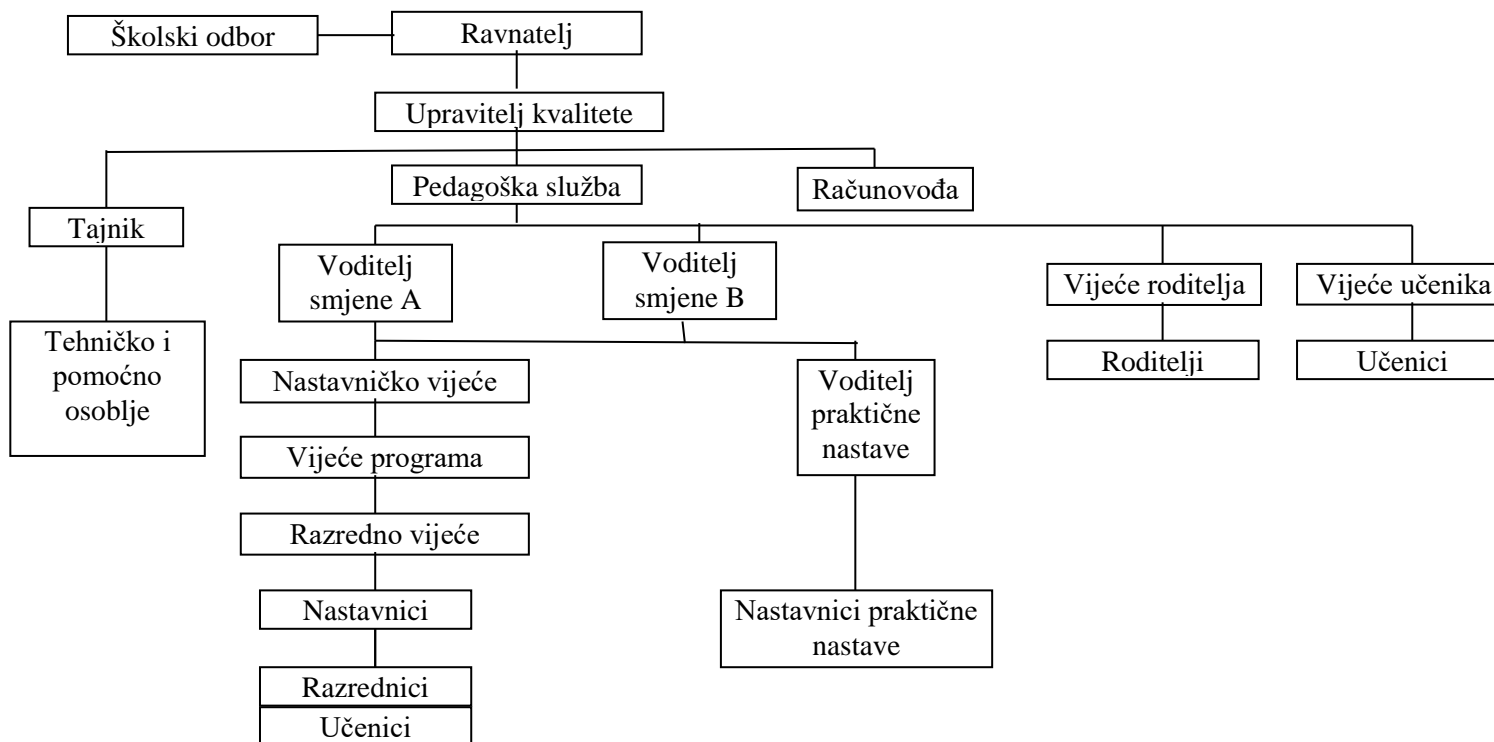 Školski odbor
Ravnatelj
Upravitelj kvalitete
Pedagoška služba
Računovođa
Tajnik
Voditelj
smjene A
Voditelj
smjene B
Vijeće roditelja
Vijeće učenika
Tehničko i
pomoćno
osoblje
Nastavničko vijeće
Voditelj
praktične
nastave
Roditelji
Učenici
Vijeće programa
Razredno vijeće
Nastavnici
Nastavnici praktične
nastave
Razrednici
Učenici